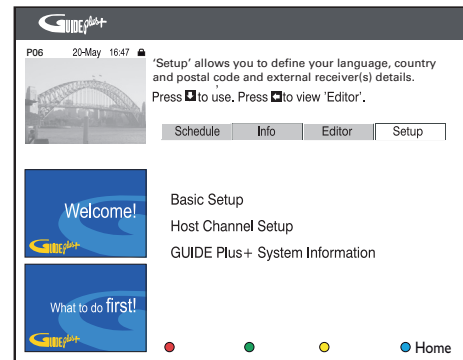 GUIDE plus+
P06 20-May 16:47
'Setup' allows you to define your language, country
and postal code and external receiver(s) details.
Press to use. Press to view 'Editor'.
Schedule Info Editor Setup
Welcome!
GUIDE plus+
Basic Setup
Host Channel Setup
GUIDE Plus+ System Information
What to do first!
GUIDE plus+
Home